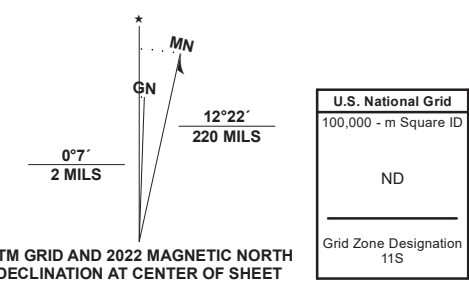 ★
MN
GN
12°22´
220 MILS
0°7´
2 MILS
TM GRID AND 2022 MAGNETIC NORTH
DECLINATION AT CENTER OF SHEET
U.S. National Grid
100,000 - m Square ID
ND
Grid Zone Designation
11S